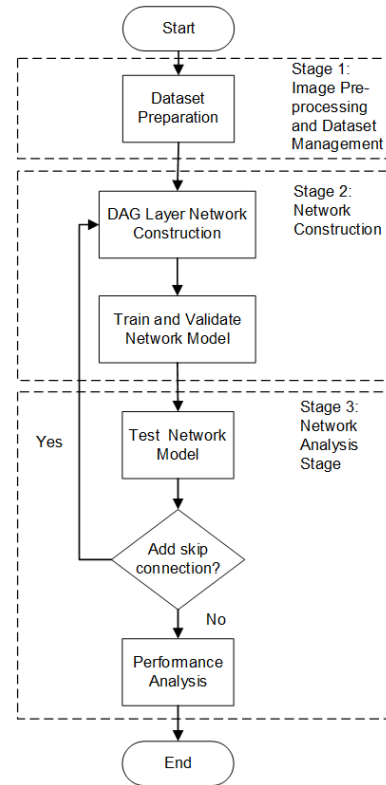 Start
Stage 1:
Image Pre-
processing
and Dataset
Management
Dataset
Preparation
Stage 2:
Network
Construction
DAG Layer Network
Construction
Train and Validate
Network Model
Stage 3:
Network
Analysis
Stage
Test Network
Model
Yes
Add skip
connection?
No
Performance
Analysis
End